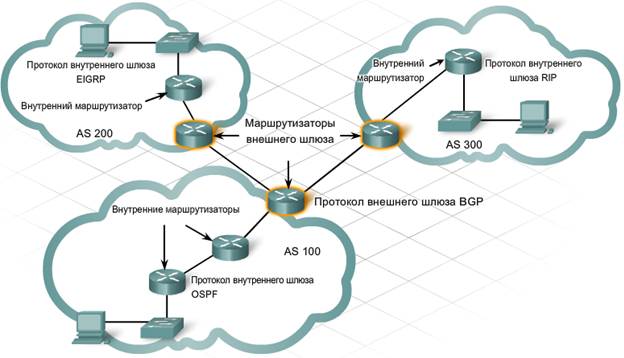 Протокол внутреннего шлюза
EIGRP
Внутренний маршрутизатор
AS 200
Маршрутизаторы
внешнего шлюза
Внутренний
маршрутизатор
Протокол внутреннего
шлюза RIP
AS 300
Протокол внешнего шлюза BGP
Внутренние маршрутизаторы
AS 100
Протокол внутреннего шлюза
OSPF